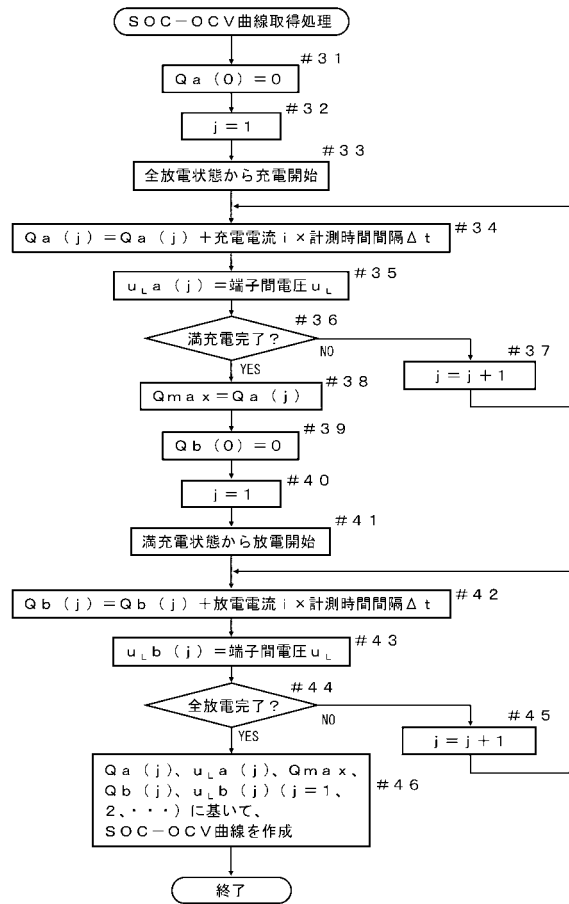 SOC-OCV曲線取得処理
#31
Qa(0)=0
#32
j=1
#33
全放電状態から充電開始
#34
Qa(j)=Qa(j)+充電電流i×計測時間間隔Δt
#35
uLa(j)=端子間電圧uL
#36
満充電完了?
NO
YES
#37
j=j+1
#38
Qmax=Qa(j)
#39
Qb(0)=0
#40
j=1
#41
満充電状態から放電開始
#42
Qb(j)=Qb(j)+放電電流i×計測時間間隔Δt
#43
uLb(j)=端子間電圧uL
#44
全放電完了?
NO
YES
#45
j=j+1
#46
Qa(j)、uLa(j)、Qmax、
Qb(j)、uLb(j)(j=1、
2、・・・)に基いて、
SOC-OCV曲線を作成
終了